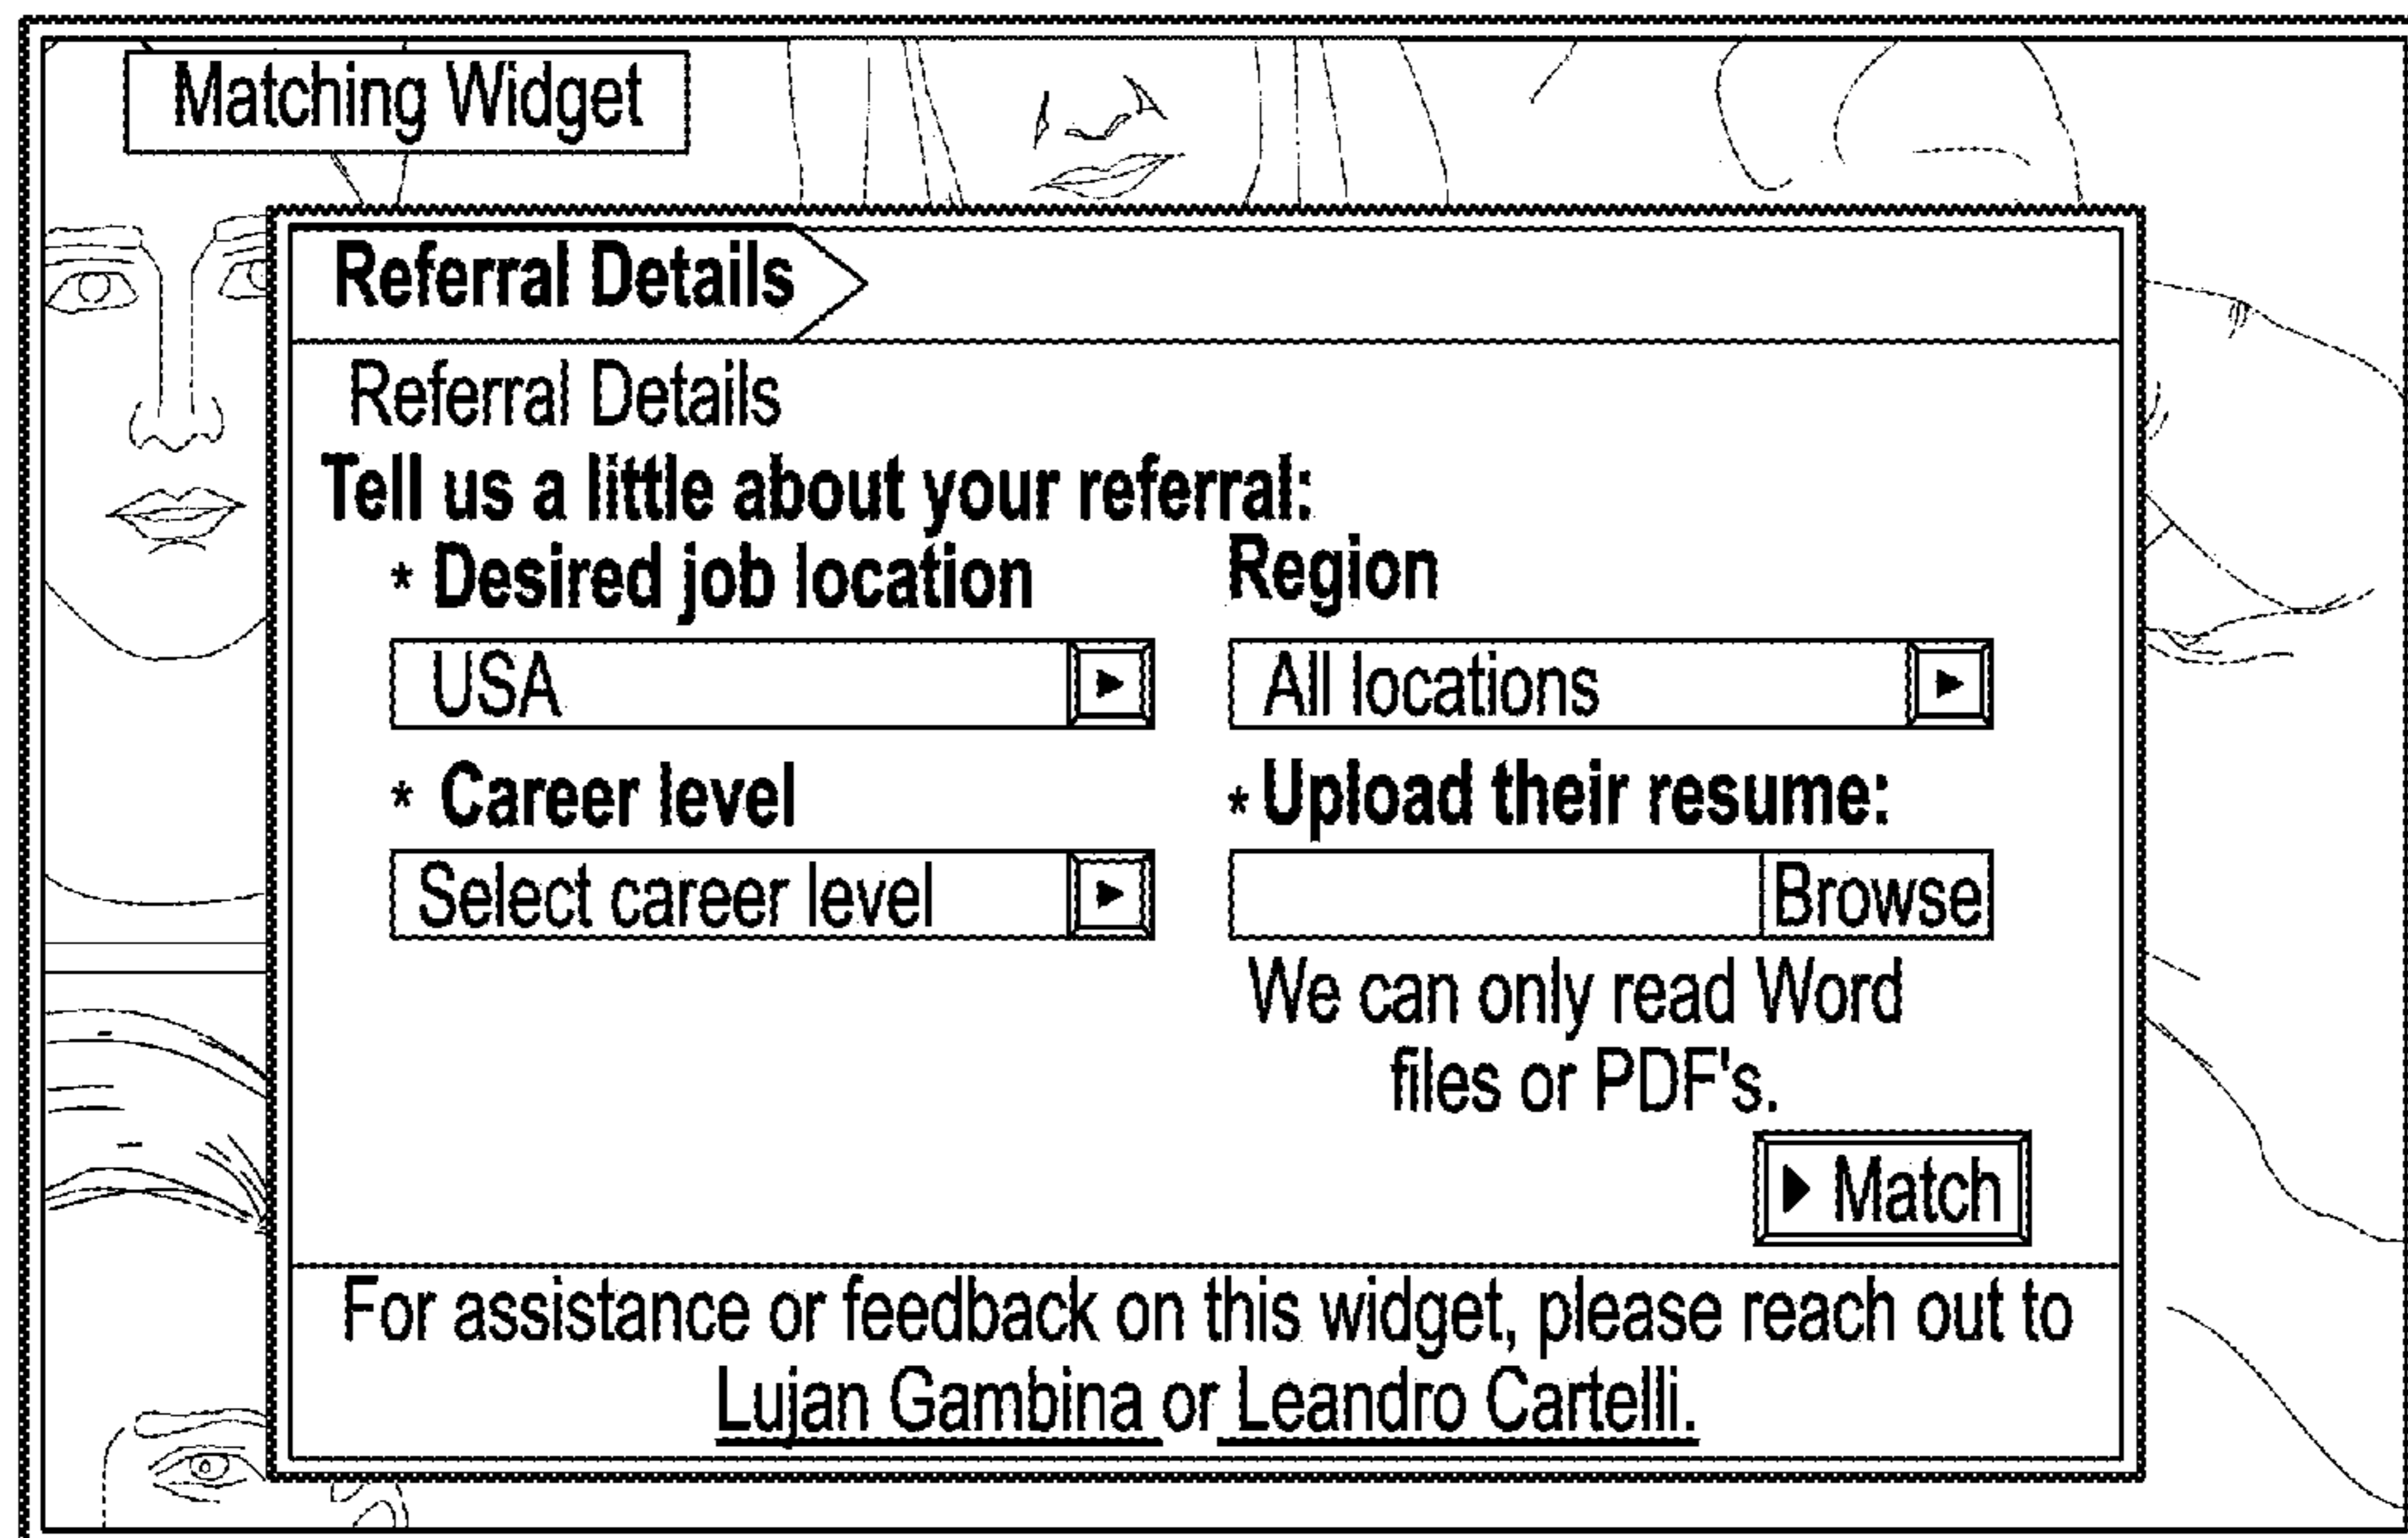 Matching Widget
Referral Details
Referral Details
Tell us a little about your referral:
* Desired job location
Region
USA
All locations
* Career level
* Upload their resume:
Select career level
Browse
We can only read Word
files or PDF's.
Match
For assistance or feedback on this widget, please reach out to
Lujan Gambina or Leandro Cartelli.